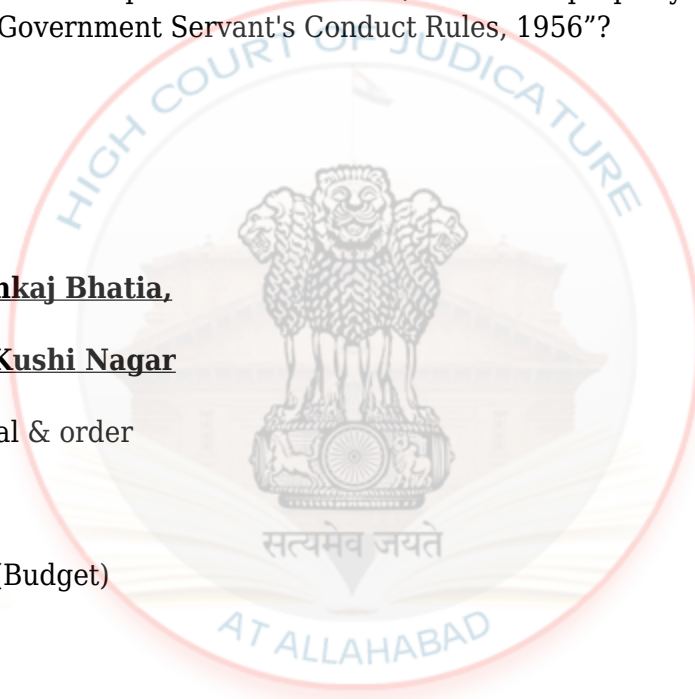 Government Servant's Conduct Rules, 1956”?
HIGH COURT OF JUDICATURE
nkaj Bhatia,
Kushi Nagar
al & order
सत्यमेव जयते
(Budget)
AT ALLAHABAD